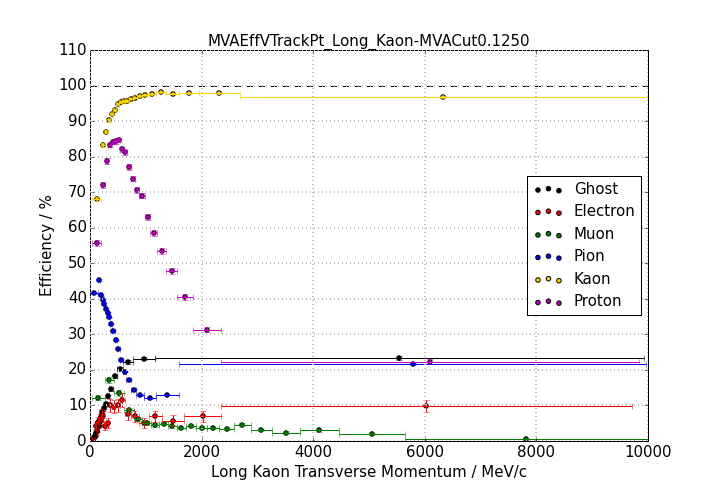 MVAEffVTrackPt_Long_Kaon-MVACut0.1250
110
100
90
80
70
60
50
40
30
20
10
0
Efficiency / %
Ghost
Electron
Muon
Pion
Kaon
Proton
0 2000 4000 6000 8000 10000
Long Kaon Transverse Momentum / MeV/c